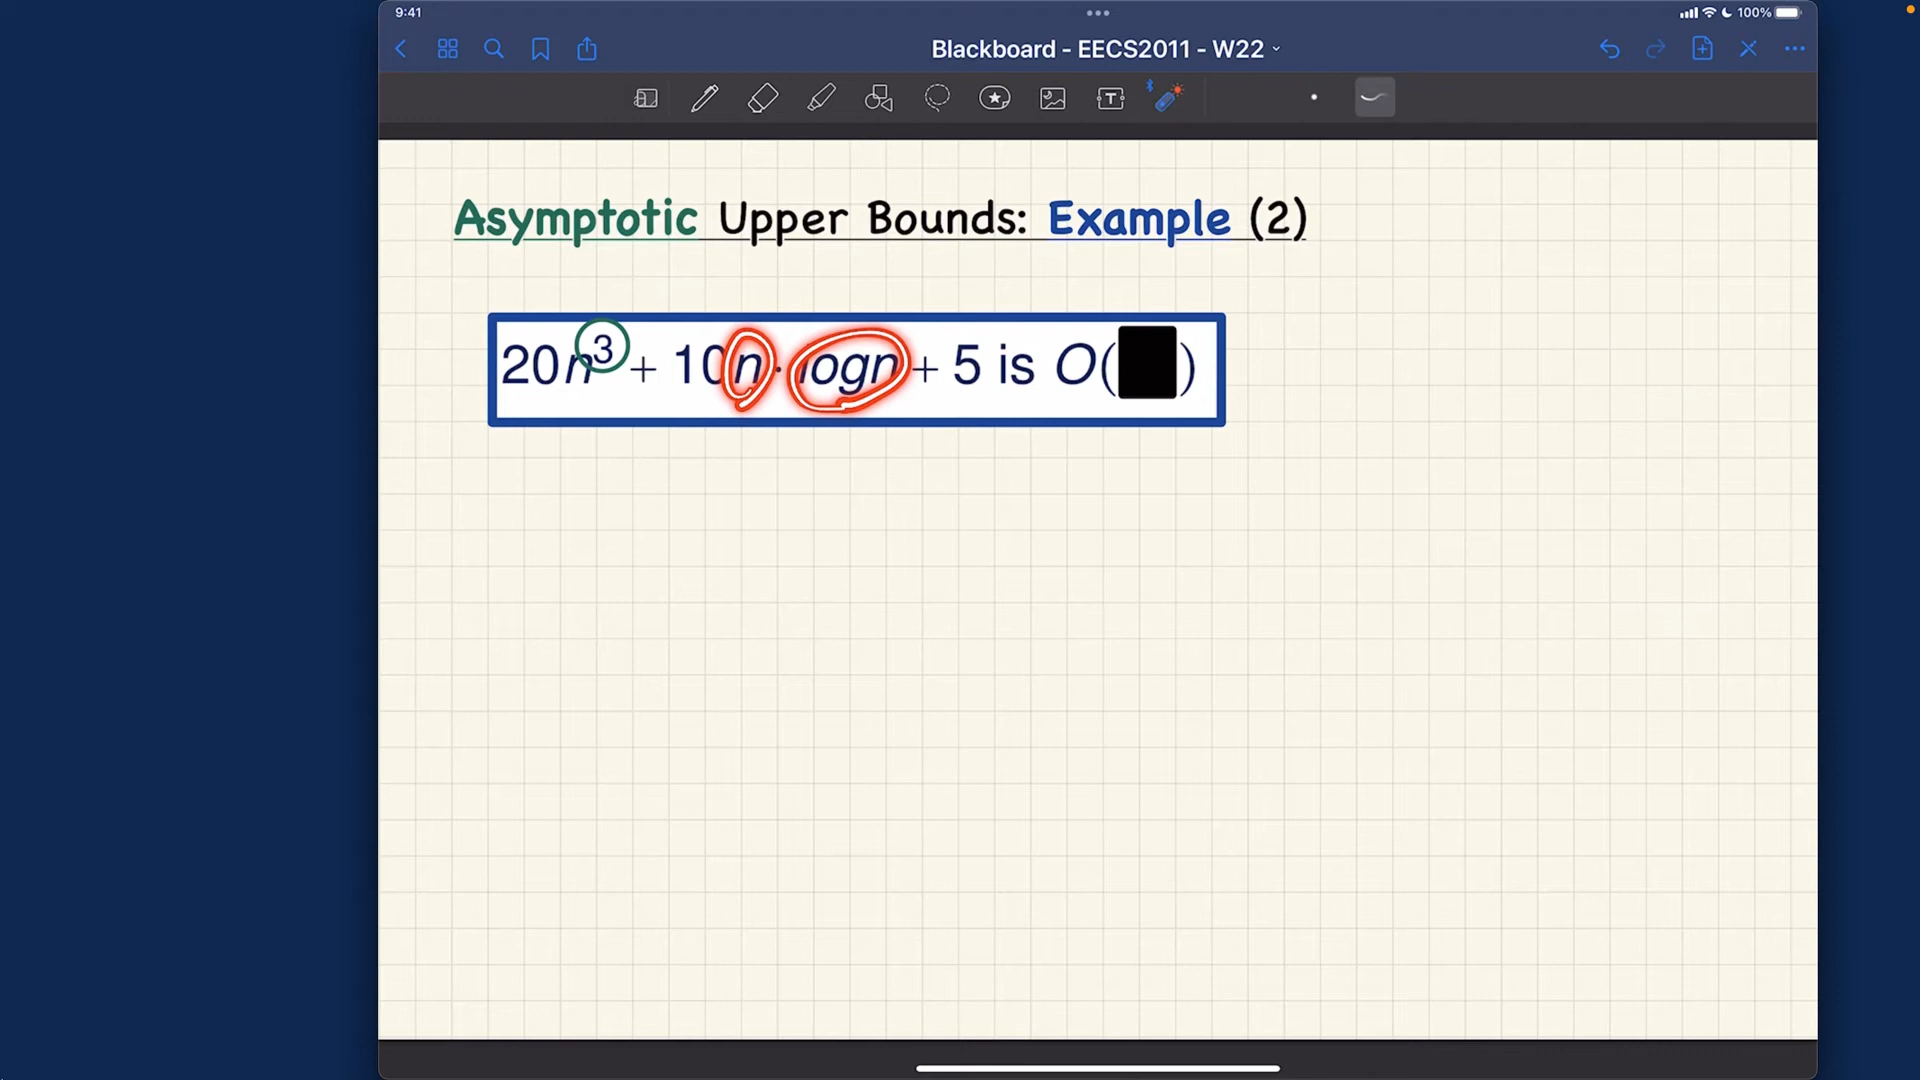 9:41
100%
Blackboard - EECS2011 - W22
Asymptotic Upper Bounds: Example (2)
20n³ + 10n · logn + 5 is O( )